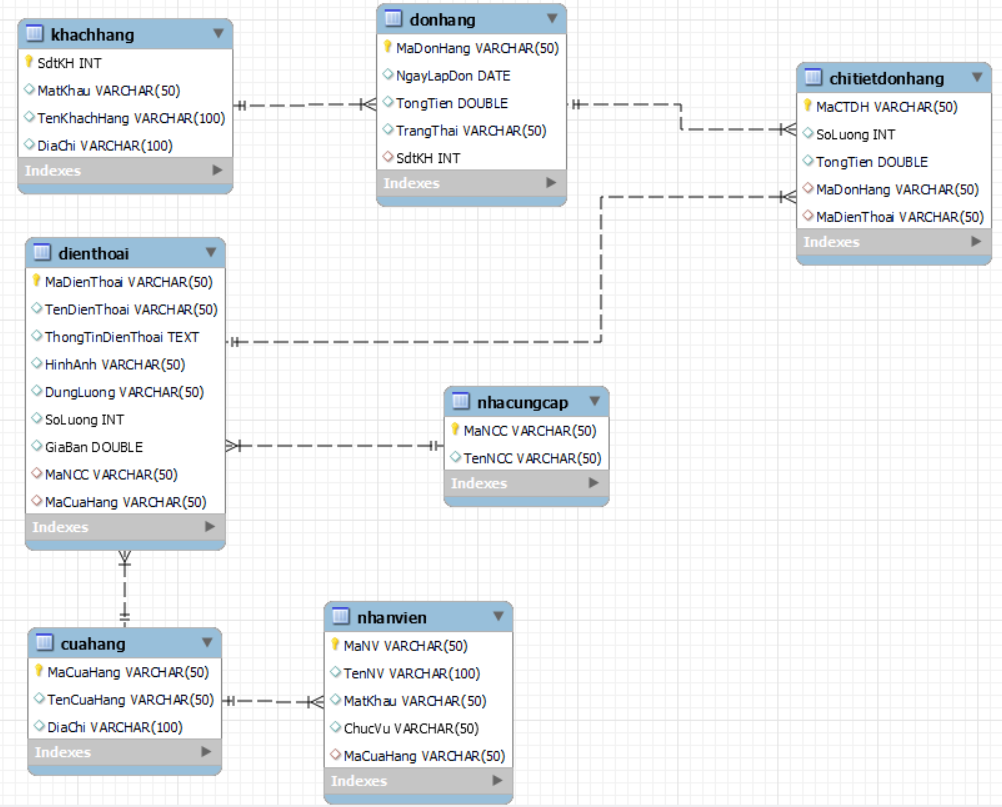 khachhang
SdtKH INT
MatKhau VARCHAR(50)
TenKhachHang VARCHAR(100)
DiaChi VARCHAR(100)
Indexes
donhang
MaDonHang VARCHAR(50)
NgayLapDon DATE
TongTien DOUBLE
TrangThai VARCHAR(50)
SdtKH INT
Indexes
chitietdonhang
MaCTDH VARCHAR(50)
SoLuong INT
TongTien DOUBLE
MaDonHang VARCHAR(50)
MaDienThoai VARCHAR(50)
Indexes
dienthoai
MaDienThoai VARCHAR(50)
TenDienThoai VARCHAR(50)
ThongTinDienThoai TEXT
HinhAnh VARCHAR(50)
DungLuong VARCHAR(50)
SoLuong INT
GiaBan DOUBLE
MaNCC VARCHAR(50)
MaCuaHang VARCHAR(50)
Indexes
nhacungcap
MaNCC VARCHAR(50)
TenNCC VARCHAR(50)
Indexes
cuahang
MaCuaHang VARCHAR(50)
TenCuaHang VARCHAR(50)
DiaChi VARCHAR(100)
Indexes
nhanvien
MaNV VARCHAR(50)
TenNV VARCHAR(100)
MatKhau VARCHAR(50)
ChucVu VARCHAR(50)
MaCuaHang VARCHAR(50)
Indexes